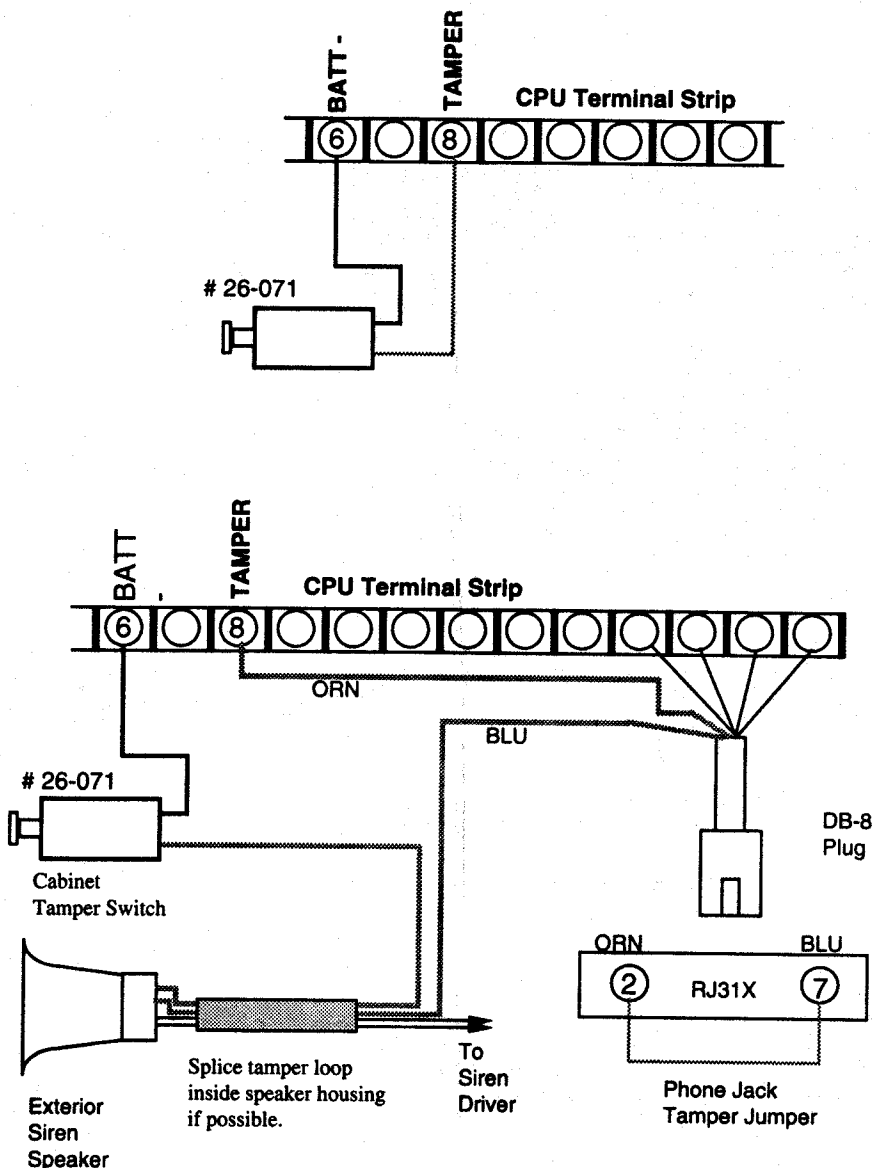 BATT -
TAMPER
CPU Terminal Strip
6
8
# 26-071
BATT -
TAMPER
CPU Terminal Strip
6
8
ORN
BLU
# 26-071
Cabinet
Tamper Switch
DB-8
Plug
ORN
BLU
2
RJ31X
7
Splice tamper loop
inside speaker housing
if possible.
To
Siren
Driver
Phone Jack
Tamper Jumper
Exterior
Siren
Speaker